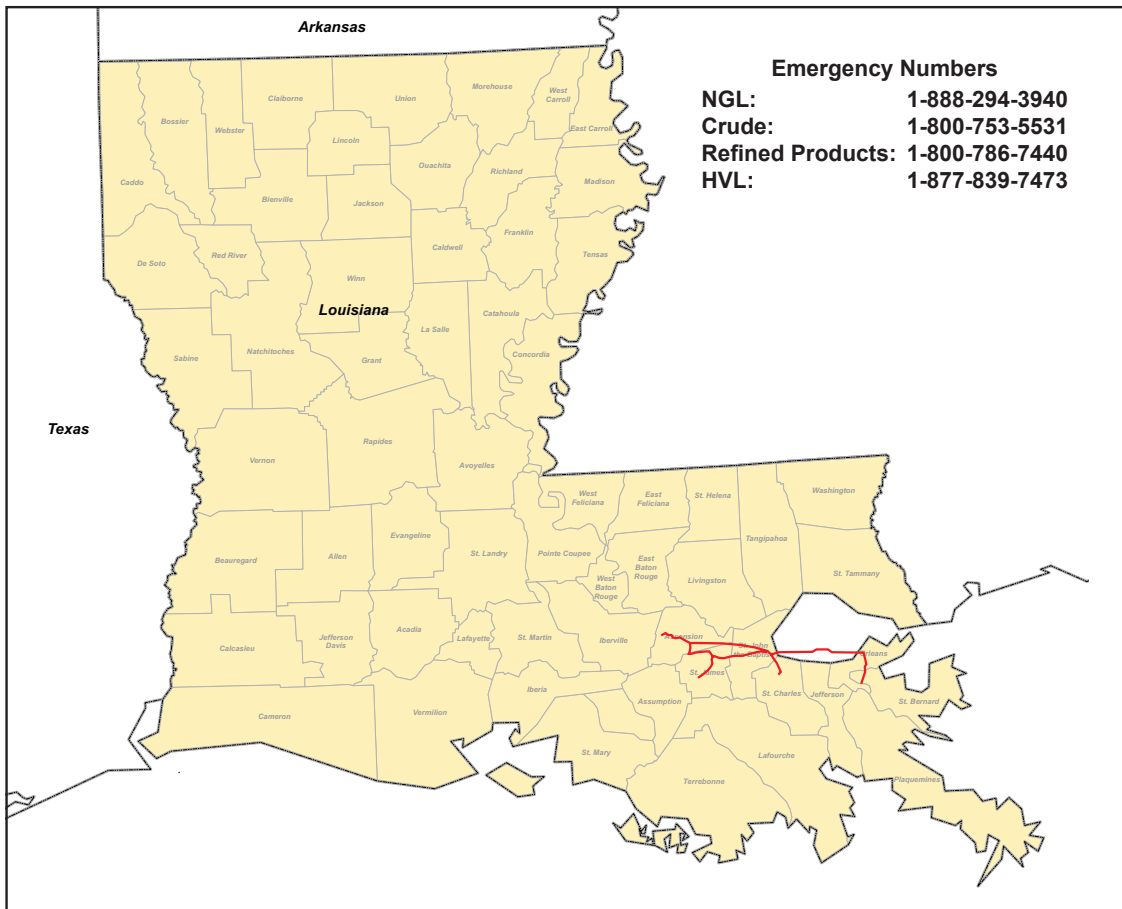 Arkansas
Emergency Numbers
NGL: 1-888-294-3940
Crude: 1-800-753-5531
Refined Products: 1-800-786-7440
HVL: 1-877-839-7473
Morehouse
West
Carroll
Claiborne
Union
Bossier
Webster
East Carroll
Lincoln
Ouachita
Richland
Madison
Caddo
Bienville
Jackson
Franklin
Caldwell
Tensas
De Soto
Red River
Winn
Louisiana
Catahoula
La Salle
Concordia
Sabine
Natchitoches
Grant
Texas
Rapides
Vernon
Avoyelles
Washington
West
Feliciana
East
Feliciana
St. Helena
Evangeline
Tangipahoa
Beauregard
Allen
St. Landry
Pointe Coupee
East
Baton
Rouge
St. Tammany
West
Baton
Rouge
Livingston
Acadia
Lafayette
St. Martin
Iberville
Ascension
Jefferson
Davis
Calcasieu
St. John
the Baptist
Orleans
St. James
Iberia
St. Charles
Jefferson
Assumption
St. Bernard
Cameron
Vermilion
St. Mary
Lafourche
Terrebonne
Plaquemines